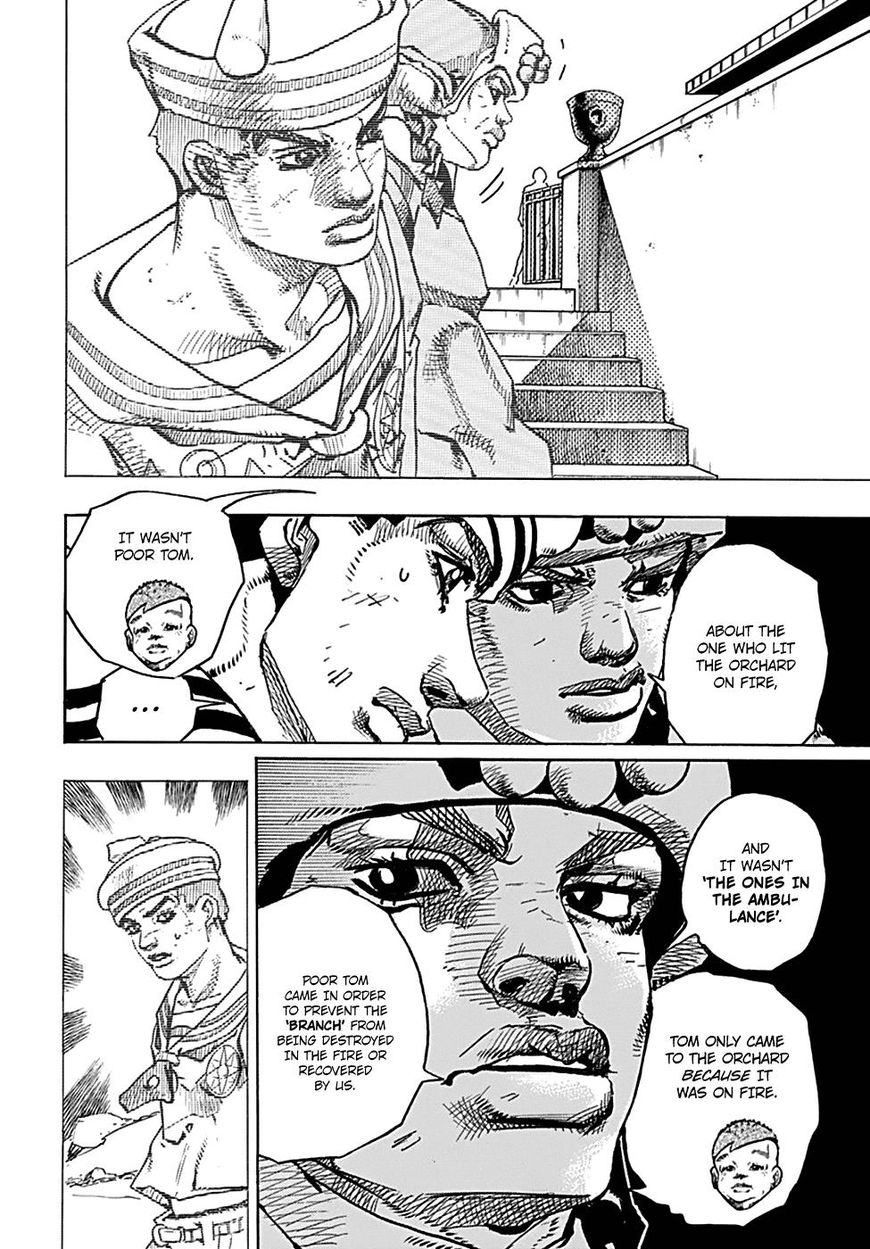 ABOUT THE
ONE WHO LIT
THE ORCHARD
ON FIRE,
IT WASN'T
POOR TOM.
...
AND
IT WASN'T
'THE ONES IN
THE AMBU-
LANCE'.
TOM ONLY CAME
TO THE ORCHARD
BECAUSE IT
WAS ON FIRE.
POOR TOM
CAME IN ORDER
TO PREVENT THE
'BRANCH' FROM
BEING DESTROYED
IN THE FIRE OR
RECOVERED
BY US.